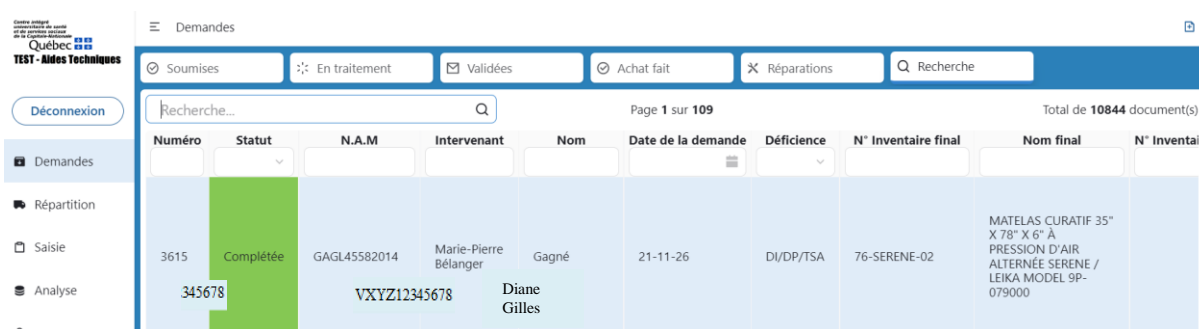 Centre intégré
universitaire de santé
et de services sociaux
de la Capitale-Nationale
Québec
TEST - Aides Techniques
Déconnexion
Demandes
Répartition
Saisie
Analyse
Demandes
Soumises
En traitement
Validées
Achat fait
Réparations
Recherche
Recherche...
Page 1 sur 109
Total de 10844 document(s)
Numéro Statut N.A.M Intervenant Nom Date de la demande Déficience N° Inventaire final Nom final N° Inventai
3615
Complétée
GAGL45582014
Marie-Pierre
Bélanger
Gagné
21-11-26
DI/DP/TSA
76-SERENE-02
MATELAS CURATIF 35"
X 78" X 6" À
PRESSION D'AIR
ALTERNÉE SERENE /
LEIKA MODEL 9P-
079000
345678
VXYZ12345678
Diane
Gilles